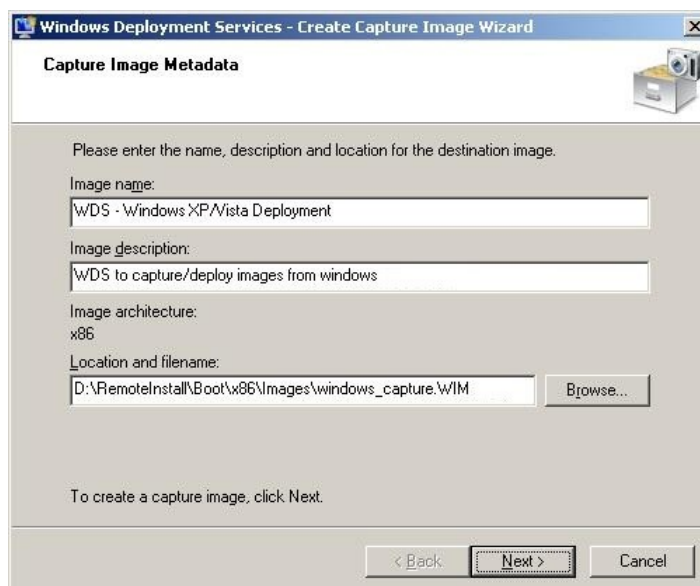 Windows Deployment Services - Create Capture Image Wizard
Capture Image Metadata
Please enter the name, description and location for the destination image.
Image name:
WDS - Windows XP/Vista Deployment
Image description:
WDS to capture/deploy images from windows
Image architecture:
x86
Location and filename:
D:\RemoteInstall\Boot\x86\Images\windows_capture.WIM
Browse...
To create a capture image, click Next.
< Back
Next >
Cancel